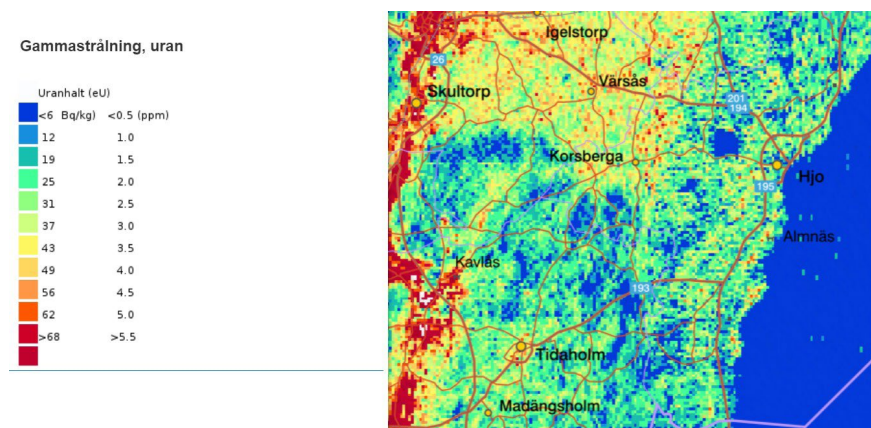 Gammastrålning, uran
Uranhalt (eU)
<6 Bq/kg) <0.5 (ppm)
12 1.0
19 1.5
25 2.0
31 2.5
37 3.0
43 3.5
49 4.0
56 4.5
62 5.0
>68 >5.5
Igelstorp
26
Skultorp
Värsås
201
194
Korsberga
Hjo
195
Almnäs
Kavlås
193
Tidaholm
Madängsholm